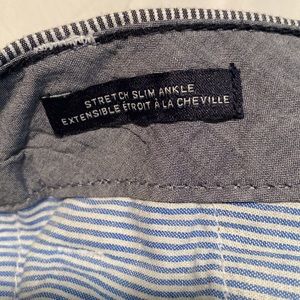 STRETCH SLIM ANKLE
EXTENSIBLE ÉTROIT À LA CHEVILLE